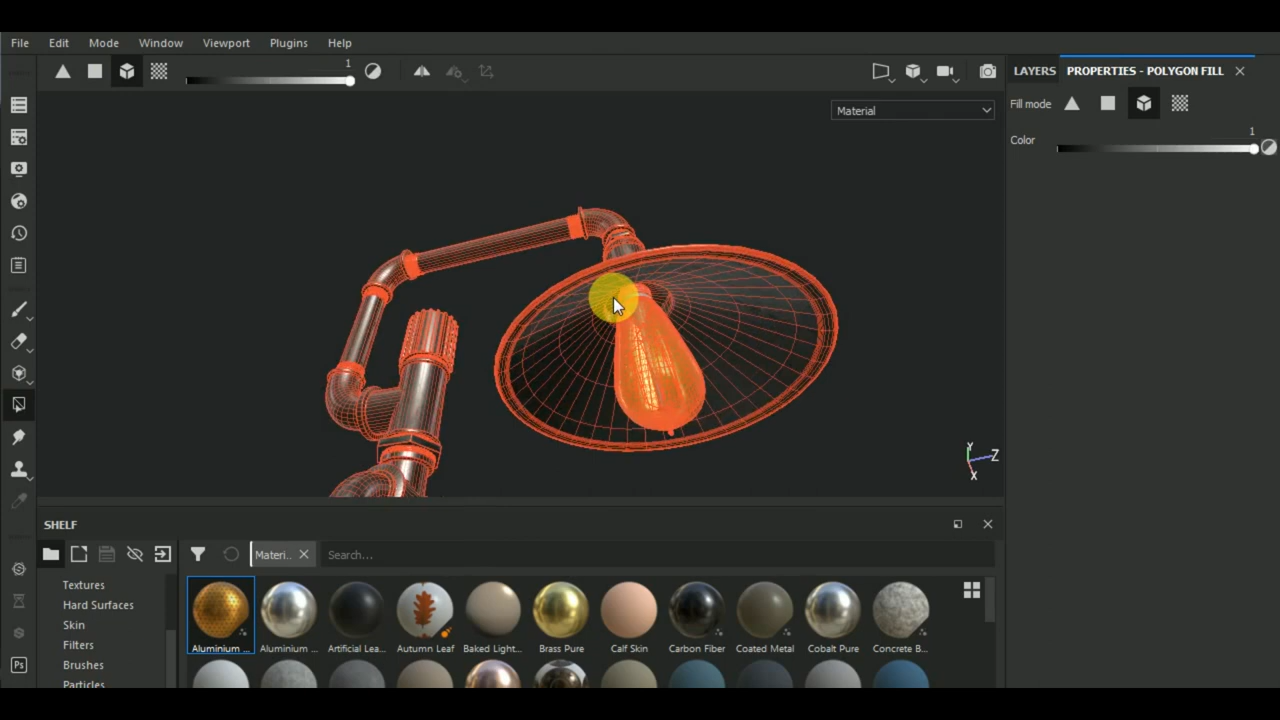 File Edit Mode Window Viewport Plugins Help
1
LAYERS PROPERTIES - POLYGON FILL
Fill mode
Material
1
Color
Y
Z
X
SHELF
Materi.. Search...
Textures
Hard Surfaces
Skin
Filters
Brushes
Particles
Aluminium ... Aluminium ... Artificial Lea... Autumn Leaf Baked Light... Brass Pure Calf Skin Carbon Fiber Coated Metal Cobalt Pure Concrete B...
Ps